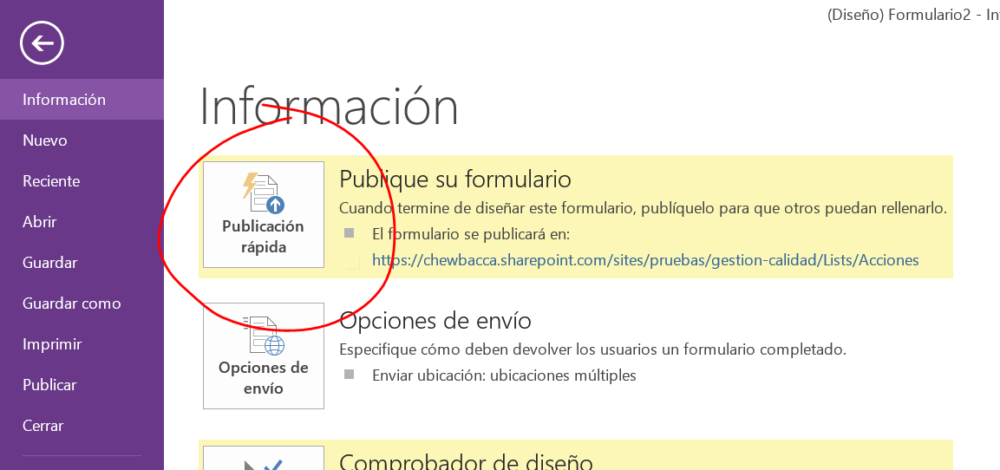 (Diseño) Formulario2 - In
Información
Nuevo
Reciente
Abrir
Guardar
Guardar como
Imprimir
Publicar
Cerrar
Información
Publicación
rápida
Publique su formulario
Cuando termine de diseñar este formulario, publíquelo para que otros puedan rellenarlo.
El formulario se publicará en:
https://chewbacca.sharepoint.com/sites/pruebas/gestion-calidad/Lists/Acciones
Opciones de
envío
Opciones de envío
Especifique cómo deben devolver los usuarios un formulario completado.
Enviar ubicación: ubicaciones múltiples
Comprobador de diseño